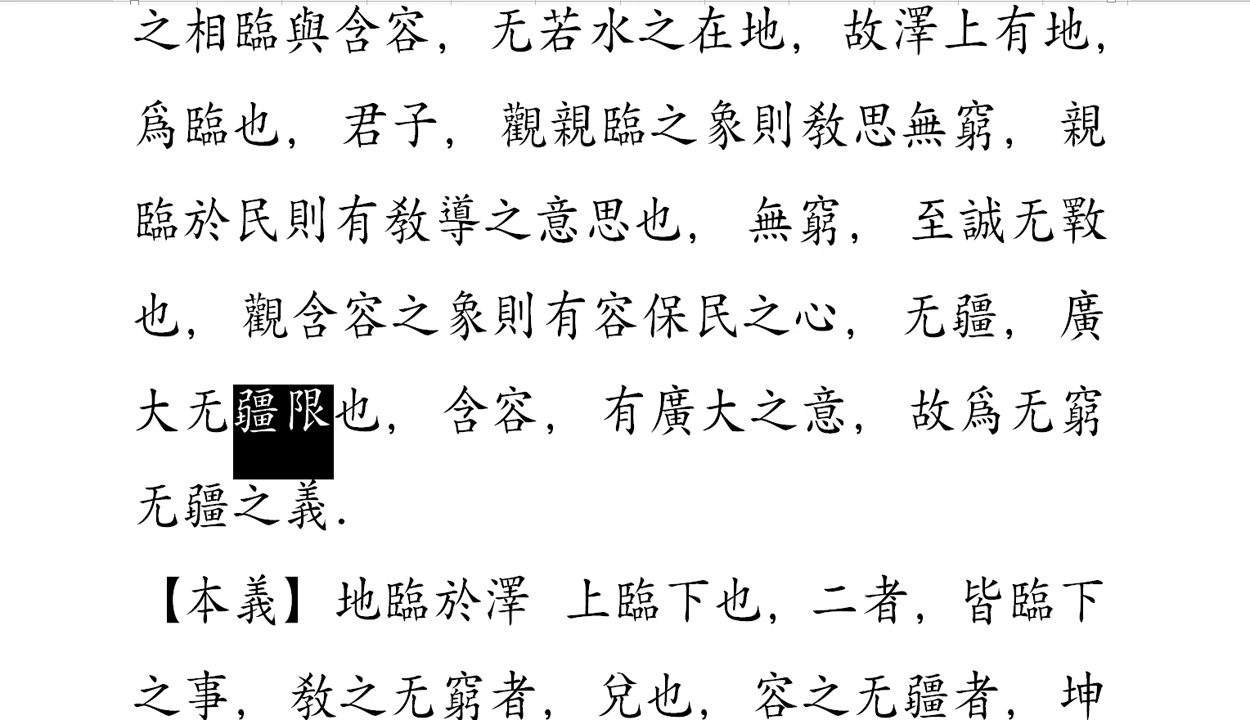 之相臨與含容, 无若水之在地, 故澤上有地,
爲臨也, 君子, 觀親臨之象則敎思無窮, 親
臨於民則有敎導之意思也, 無窮, 至誠无斁
也, 觀含容之象則有容保民之心, 无疆, 廣
大无疆限也, 含容, 有廣大之意, 故爲无窮
无疆之義.
【本義】 地臨於澤 上臨下也, 二者, 皆臨下
之事, 敎之无窮者, 兌也, 容之无疆者, 坤